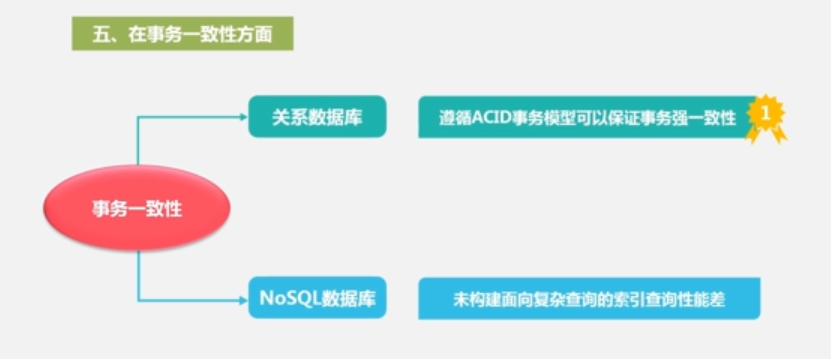 五、在事务一致性方面
关系数据库
遵循ACID事务模型可以保证事务强一致性
1
事务一致性
NoSQL数据库
未构建面向复杂查询的索引查询性能差